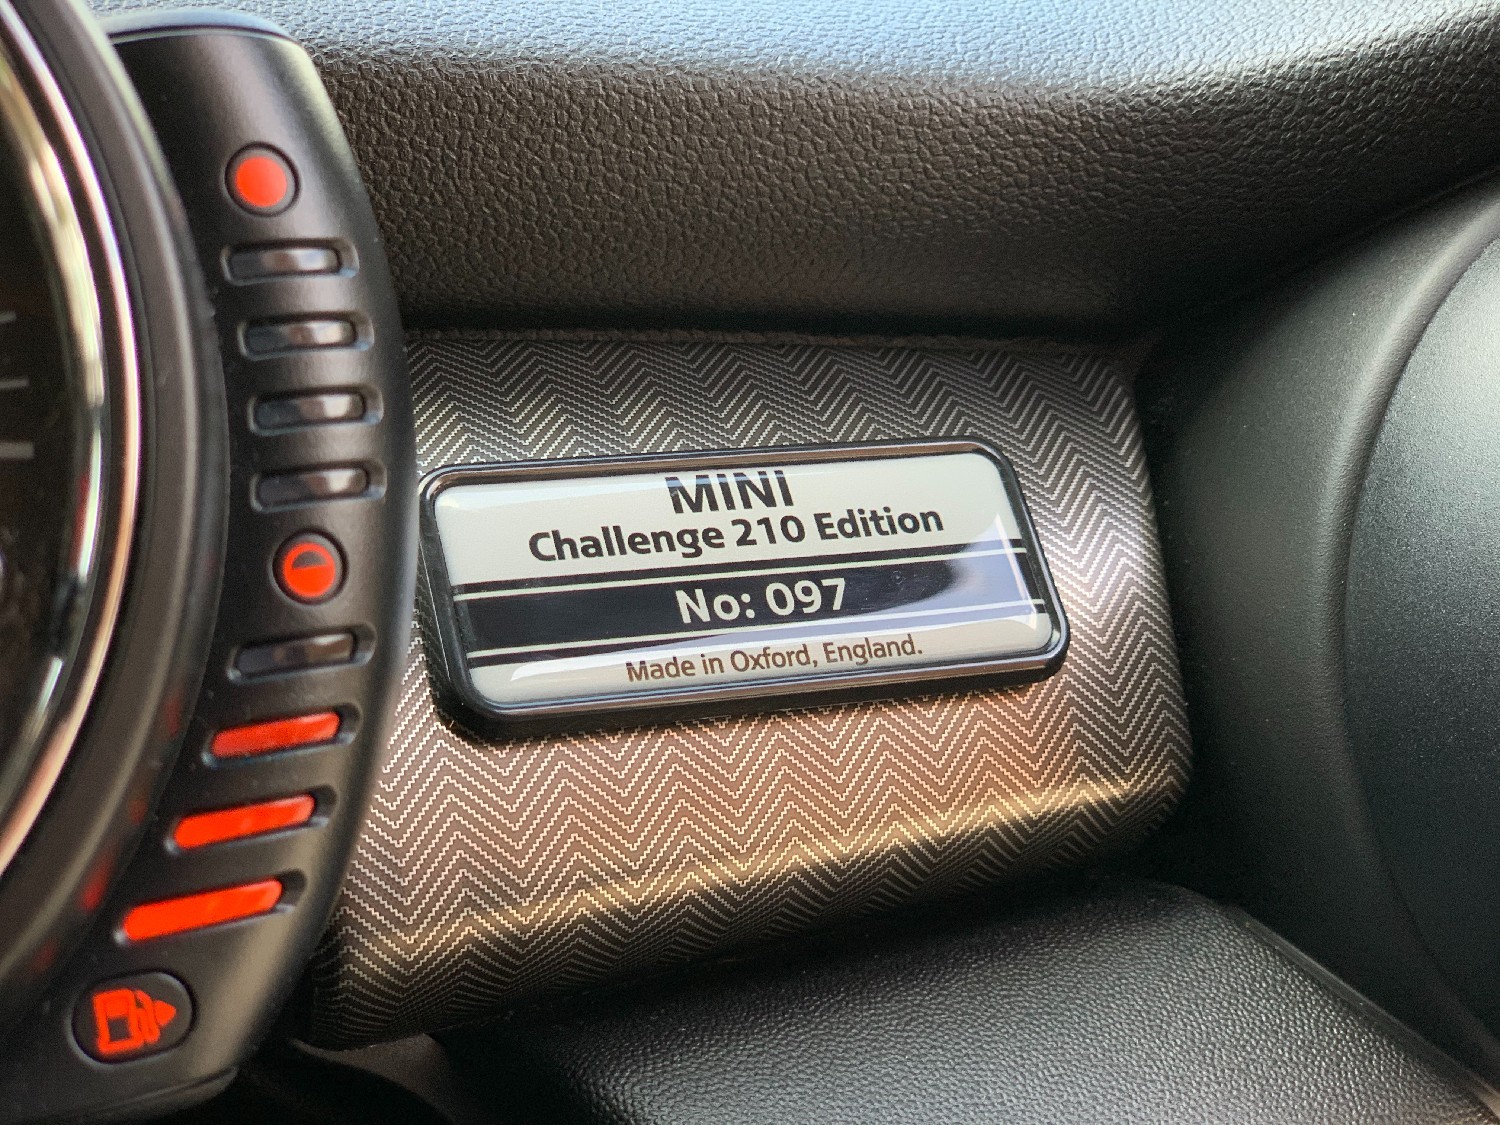 MINI
Challenge 210 Edition
No: 097
Made in Oxford, England.